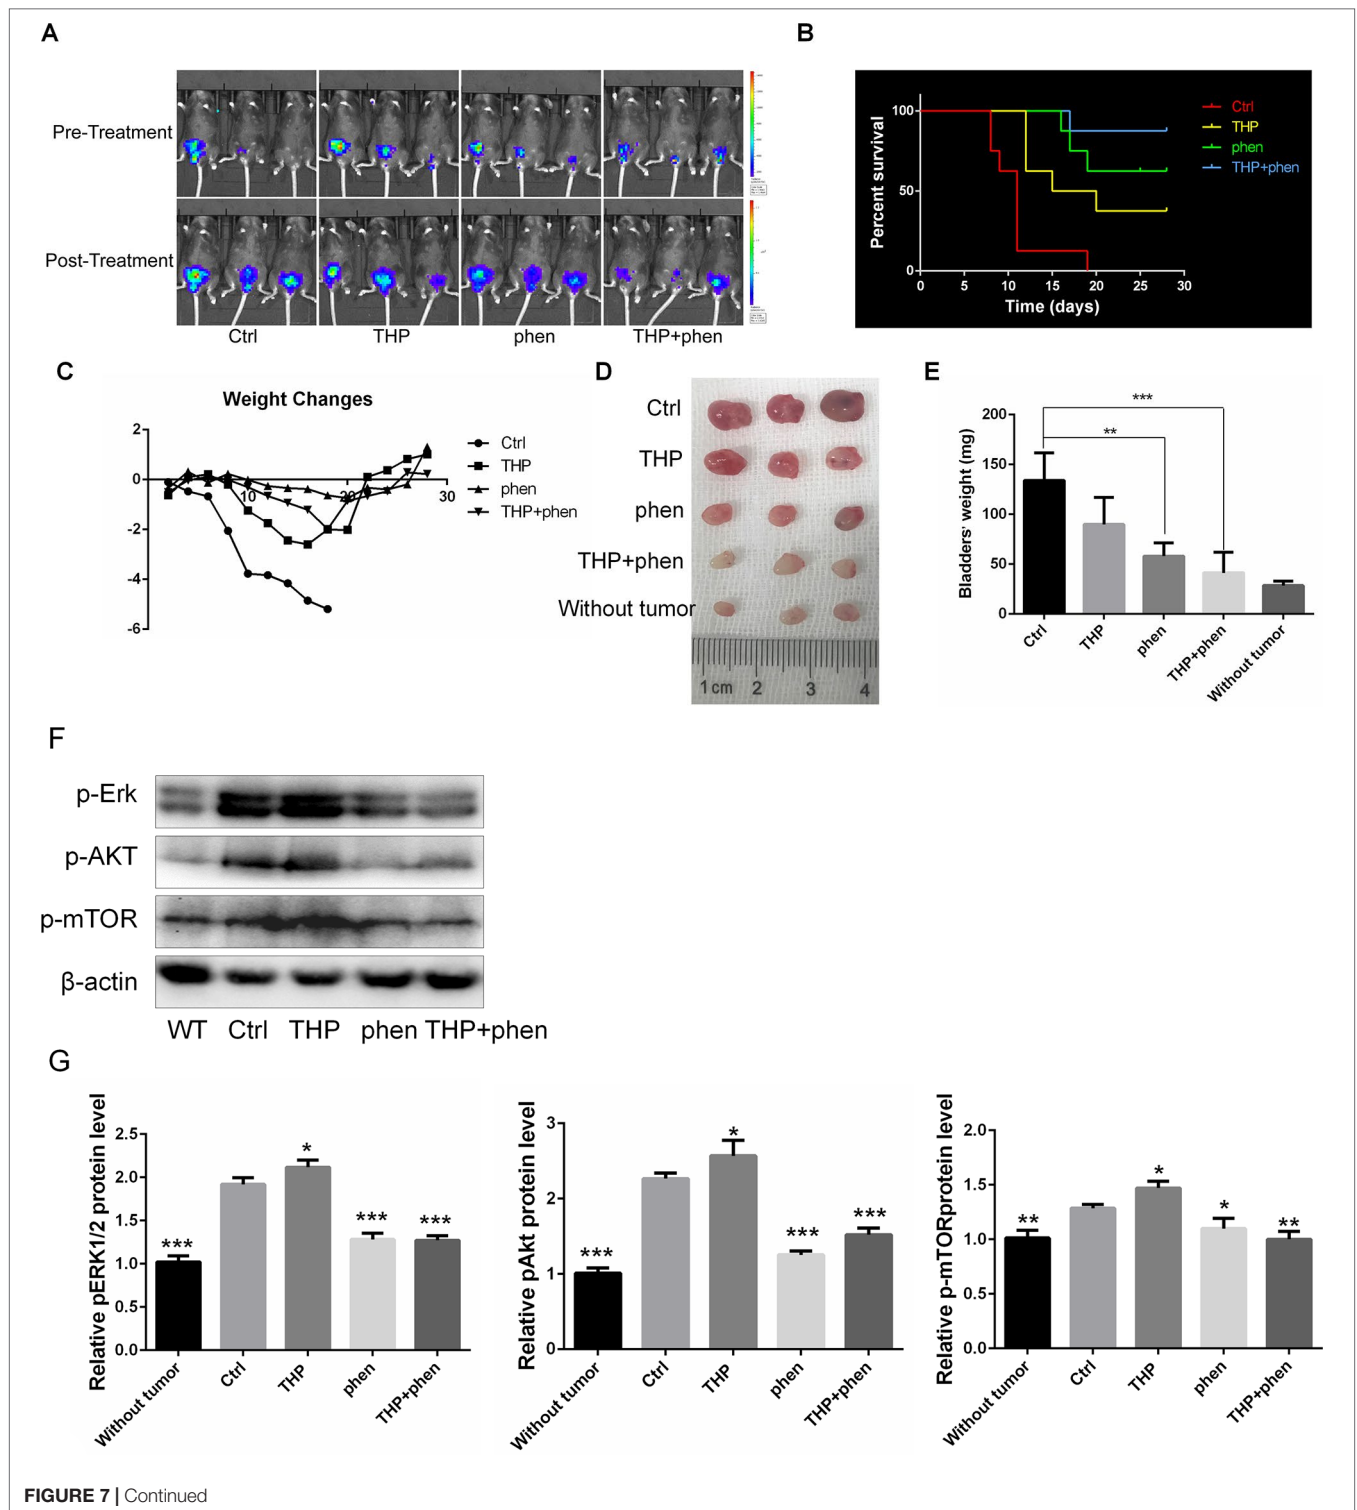 A
B
Pre-Treatment
Post-Treatment
Ctrl
THP
phen
THP+phen
Percent survival
100
50
0
0
5
10
15
20
25
30
Time (days)
Ctrl
THP
phen
THP+phen
C
D
E
Weight Changes
2
0
-2
-4
-6
10
20
30
Ctrl
THP
phen
THP+phen
Ctrl
THP
phen
THP+phen
Without tumor
1 cm 2 3 4
Bladders' weight (mg)
200
150
100
50
0
**
***
Ctrl
THP
phen
THP+phen
Without tumor
F
p-Erk
p-AKT
p-mTOR
β-actin
WT Ctrl THP phen THP+phen
G
Relative pERK1/2 protein level
2.5
2.0
1.5
1.0
0.5
0.0
***
*
***
***
Without tumor
Ctrl
THP
phen
THP+phen
Relative pAkt protein level
3
2
1
0
***
*
***
***
Without tumor
Ctrl
THP
phen
THP+phen
Relative p-mTORprotein level
2.0
1.5
1.0
0.5
0.0
**
*
*
**
Without tumor
Ctrl
THP
phen
THP+phen
FIGURE 7 | Continued